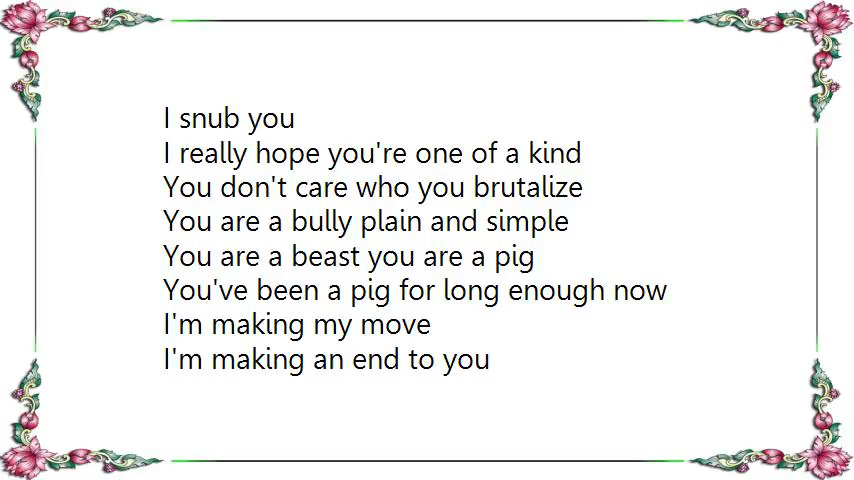 I snub you
I really hope you're one of a kind
You don't care who you brutalize
You are a bully plain and simple
You are a beast you are a pig
You've been a pig for long enough now
I'm making my move
I'm making an end to you